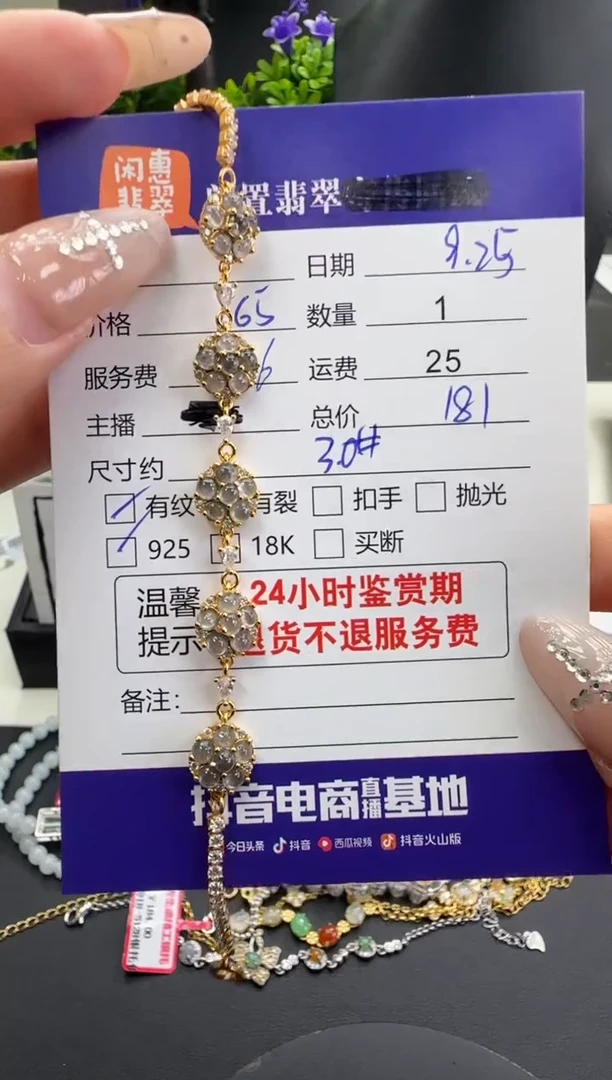 闲惠
翡翠
置翡翠
日期 9.25
价格 65 数量 1
服务费 6 运费 25
主播 总价 181
尺寸约 3.0#
有纹 有裂 扣手 抛光
925 18K 买断
温馨 24小时鉴赏期
提示 退货不退服务费
备注:
抖音电商直播基地
今日头条 抖音 西瓜视频 抖音火山版